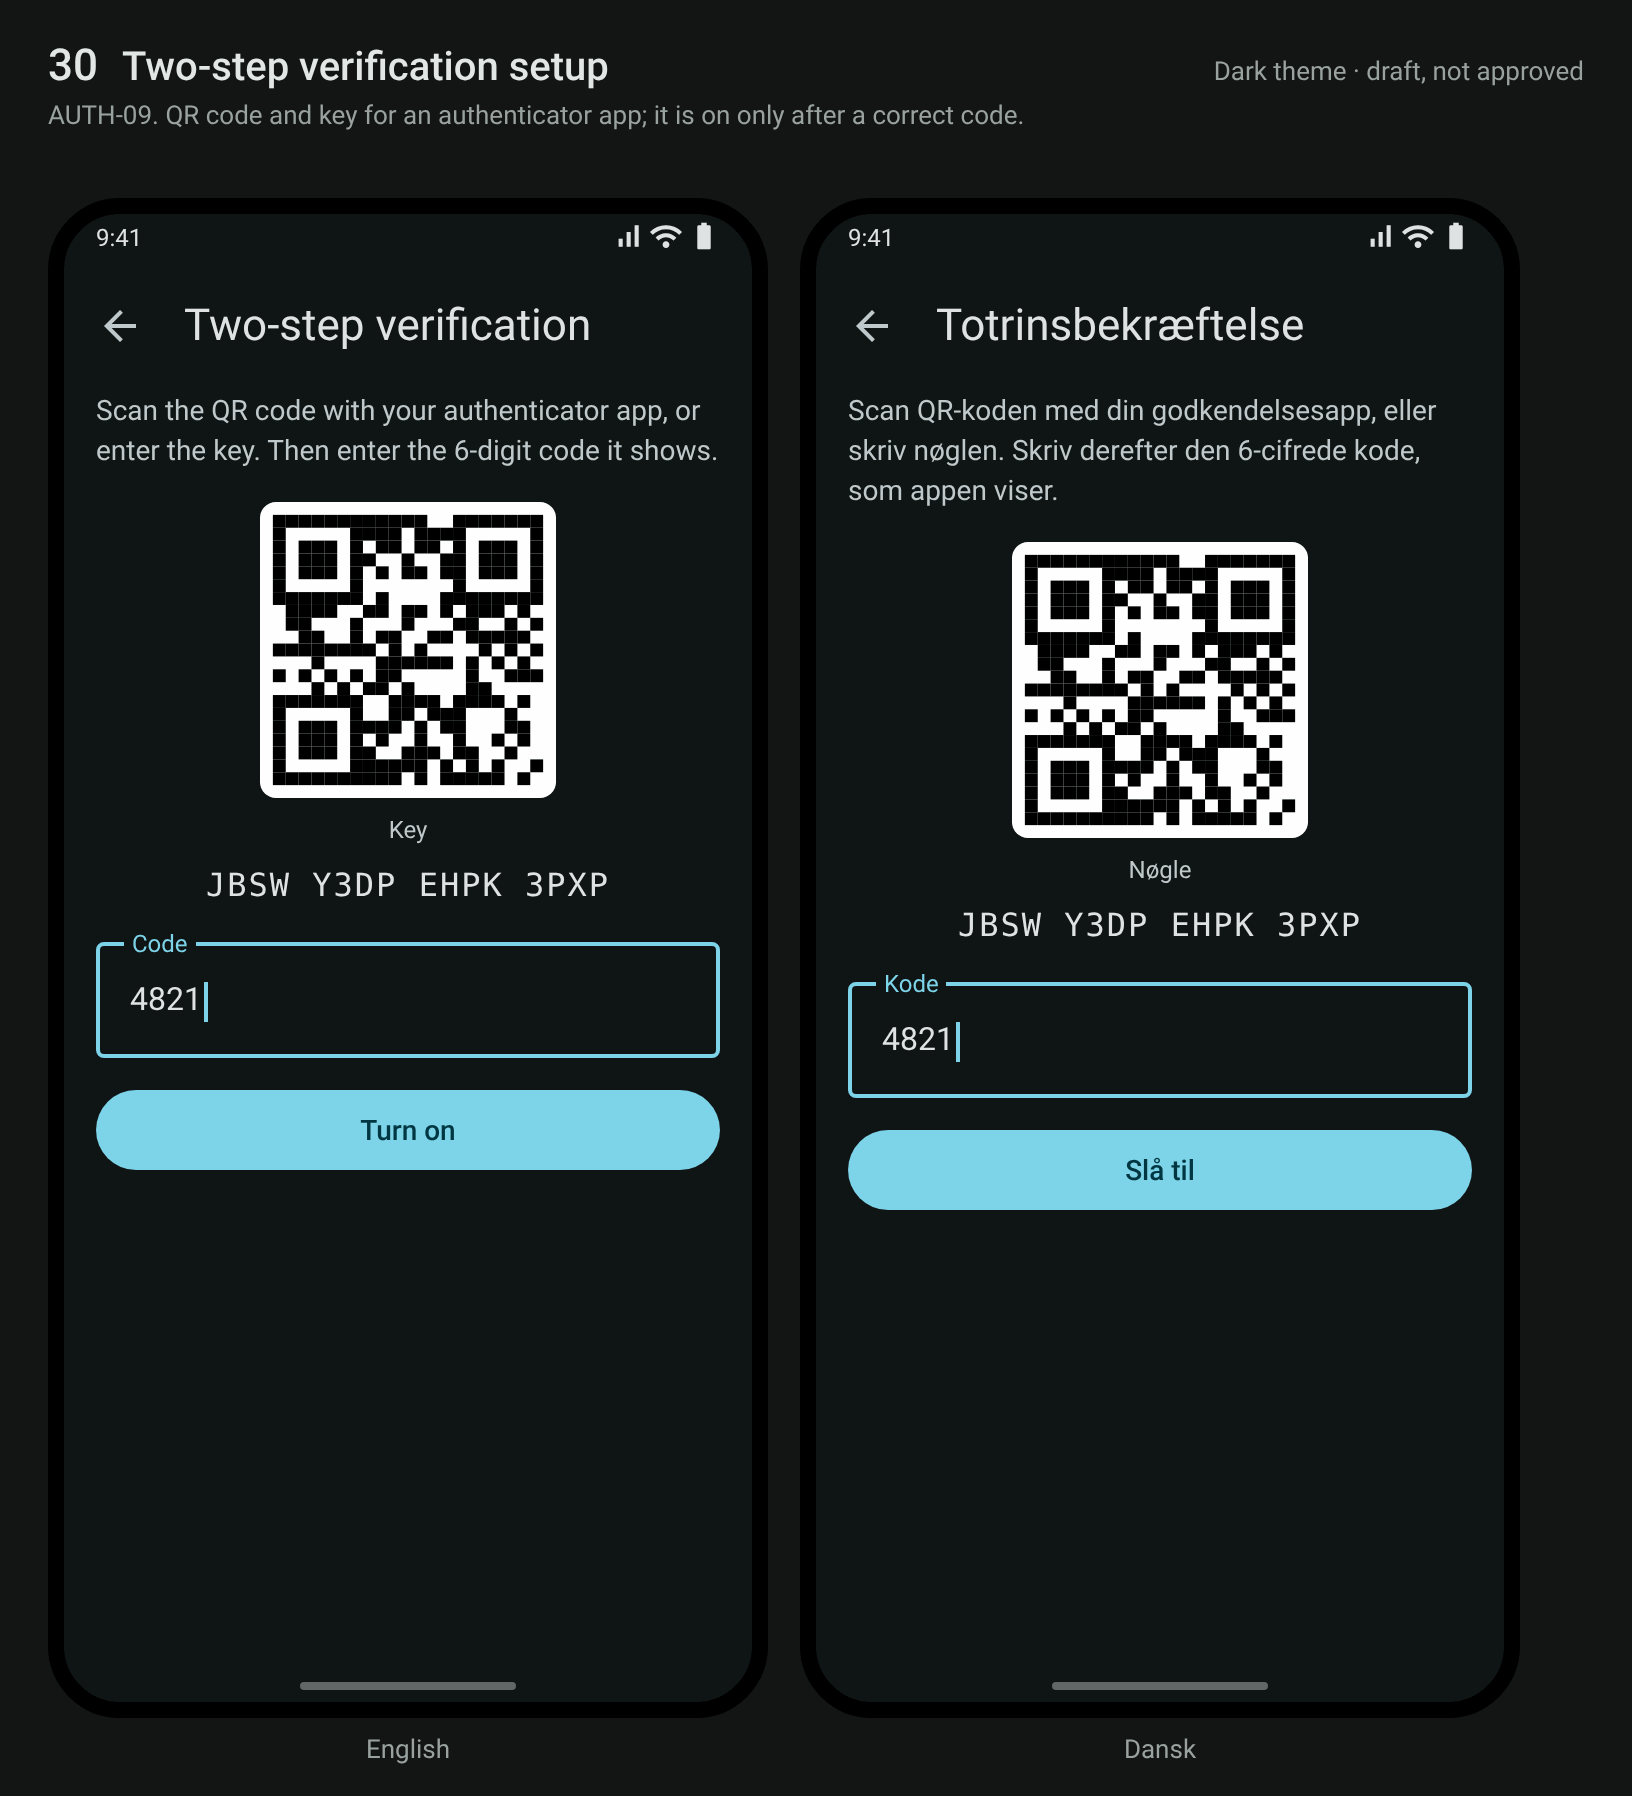 30 Two-step verification setup
Dark theme · draft, not approved
AUTH-09. QR code and key for an authenticator app; it is on only after a correct code.
9:41
Two-step verification
Scan the QR code with your authenticator app, or
enter the key. Then enter the 6-digit code it shows.
Key
JBSW Y3DP EHPK 3PXP
Code
4821
Turn on
English
9:41
Totrinsbekræftelse
Scan QR-koden med din godkendelsesapp, eller
skriv nøglen. Skriv derefter den 6-cifrede kode,
som appen viser.
Nøgle
JBSW Y3DP EHPK 3PXP
Kode
4821
Slå til
Dansk